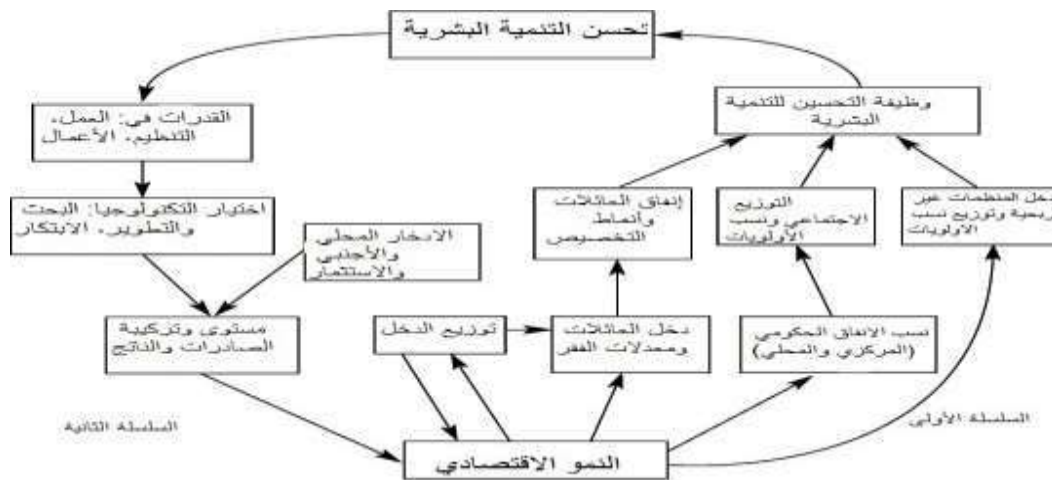 تحسن التنمية البشرية
القدرات في: العمل،
التنظيم، الأعمال
وظيفة التحسين للتنمية
البشرية
اختيار التكنولوجيا: البحث
والتطوير، الابتكار
الادخار المحلي
والأجنبي
والاستثمار
إنفاق العائلات
وأنماط
التخصيص
التوزيع
الاجتماعي ونسب
الأولويات
دخل المنظمات غير
ربحية وتوزيع نسب
الأولويات
مستوى وتركيبة
الصادرات والناتج
توزيع الدخل
دخل العائلات
ومعدلات الفقر
نسب الانفاق الحكومي
(المركزي والمحلي)
السلسلة الثانية
السلسلة الأولى
النمو الاقتصادي